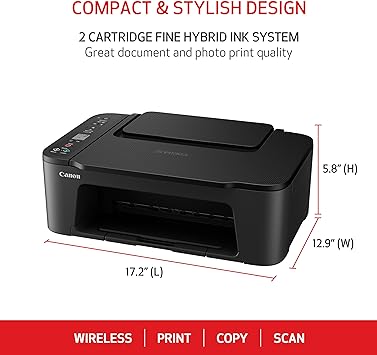 COMPACT & STYLISH DESIGN
2 CARTRIDGE FINE HYBRID INK SYSTEM
Great document and photo print quality
Canon
5.8” (H)
12.9” (W)
17.2” (L)
WIRELESS | PRINT | COPY | SCAN